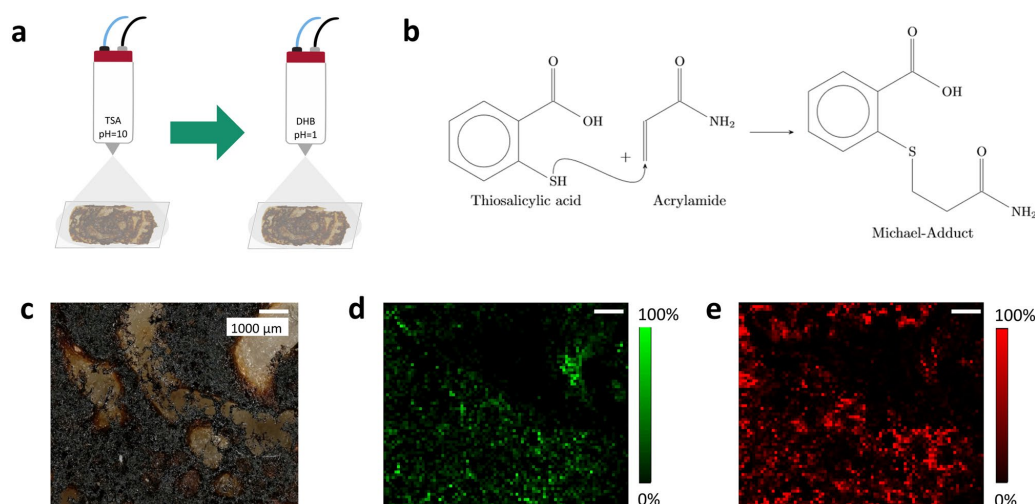 a
TSA
pH=10
DHB
pH=1
b
O
OH
SH
Thiosalicylic acid
+
O
NH₂
Acrylamide
O
OH
S
O
NH₂
Michael-Adduct
c
1000 µm
d
100%
0%
e
100%
0%